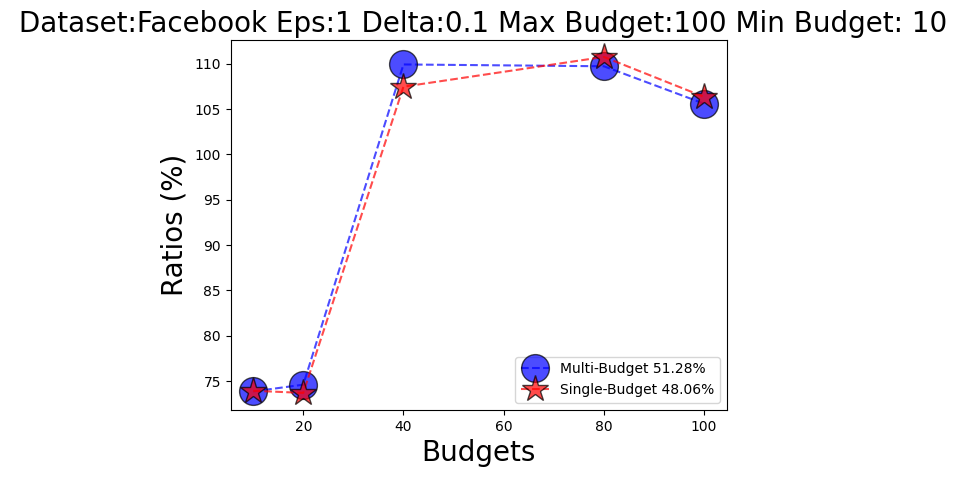 Dataset:Facebook Eps:1 Delta:0.1 Max Budget:100 Min Budget: 10
110
105
100
95
90
85
80
75
Ratios (%)
Multi-Budget 51.28%
Single-Budget 48.06%
20 40 60 80 100
Budgets